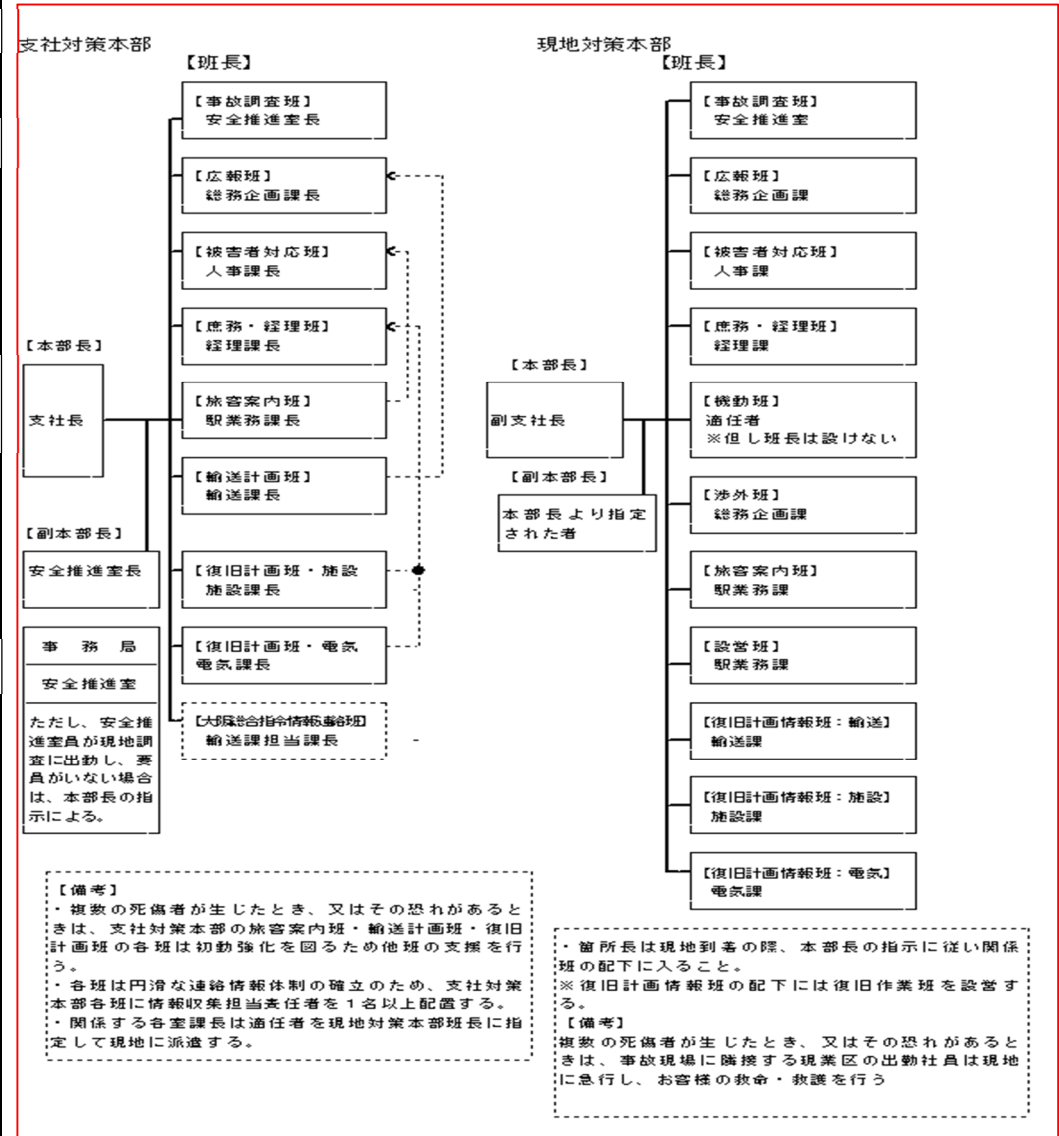 支社対策本部
【班長】
【事故調査班】
安全推進室長
【広報班】
総務企画課長
【被害者対応班】
人事課長
【庶務・経理班】
経理課長
【旅客案内班】
駅業務課長
【輸送計画班】
輸送課長
【復旧計画班・施設
施設課長
【復旧計画班・電気
電気課長
【大阪総合指令情報連絡班】
輸送課担当課長
【本部長】
支社長
【副本部長】
安全推進室長
事　務　局
安全推進室
ただし、安全推
進室員が現地調
査に出動し、要
員がいない場合
は、本部長の指
示による。
【備考】
・複数の死傷者が生じたとき、又はその恐れがあると
きは、支社対策本部の旅客案内班・輸送計画班・復旧
計画班の各班は初動強化を図るため他班の支援を行
う。
・各班は円滑な連絡情報体制の確立のため、支社対策
本部各班に情報収集担当責任者を１名以上配置する。
・関係する各室課長は適任者を現地対策本部班長に指
定して現地に派遣する。
現地対策本部
【班長】
【事故調査班】
安全推進室
【広報班】
総務企画課
【被害者対応班】
人事課
【庶務・経理班】
経理課
【機動班】
適任者
※但し班長は設けない
【渉外班】
総務企画課
【旅客案内班】
駅業務課
【設営班】
駅業務課
【復旧計画情報班：輸送】
輸送課
【復旧計画情報班：施設】
施設課
【復旧計画情報班：電気】
電気課
【本部長】
副支社長
【副本部長】
本部長より指定
された者
・箇所長は現地到着の際、本部長の指示に従い関係
班の配下に入ること。
※復旧計画情報班の配下には復旧作業班を設営す
る。
【備考】
複数の死傷者が生じたとき、又はその恐れがあると
きは、事故現場に隣接する現業区の出勤社員は現地
に急行し、お客様の救命・救護を行う